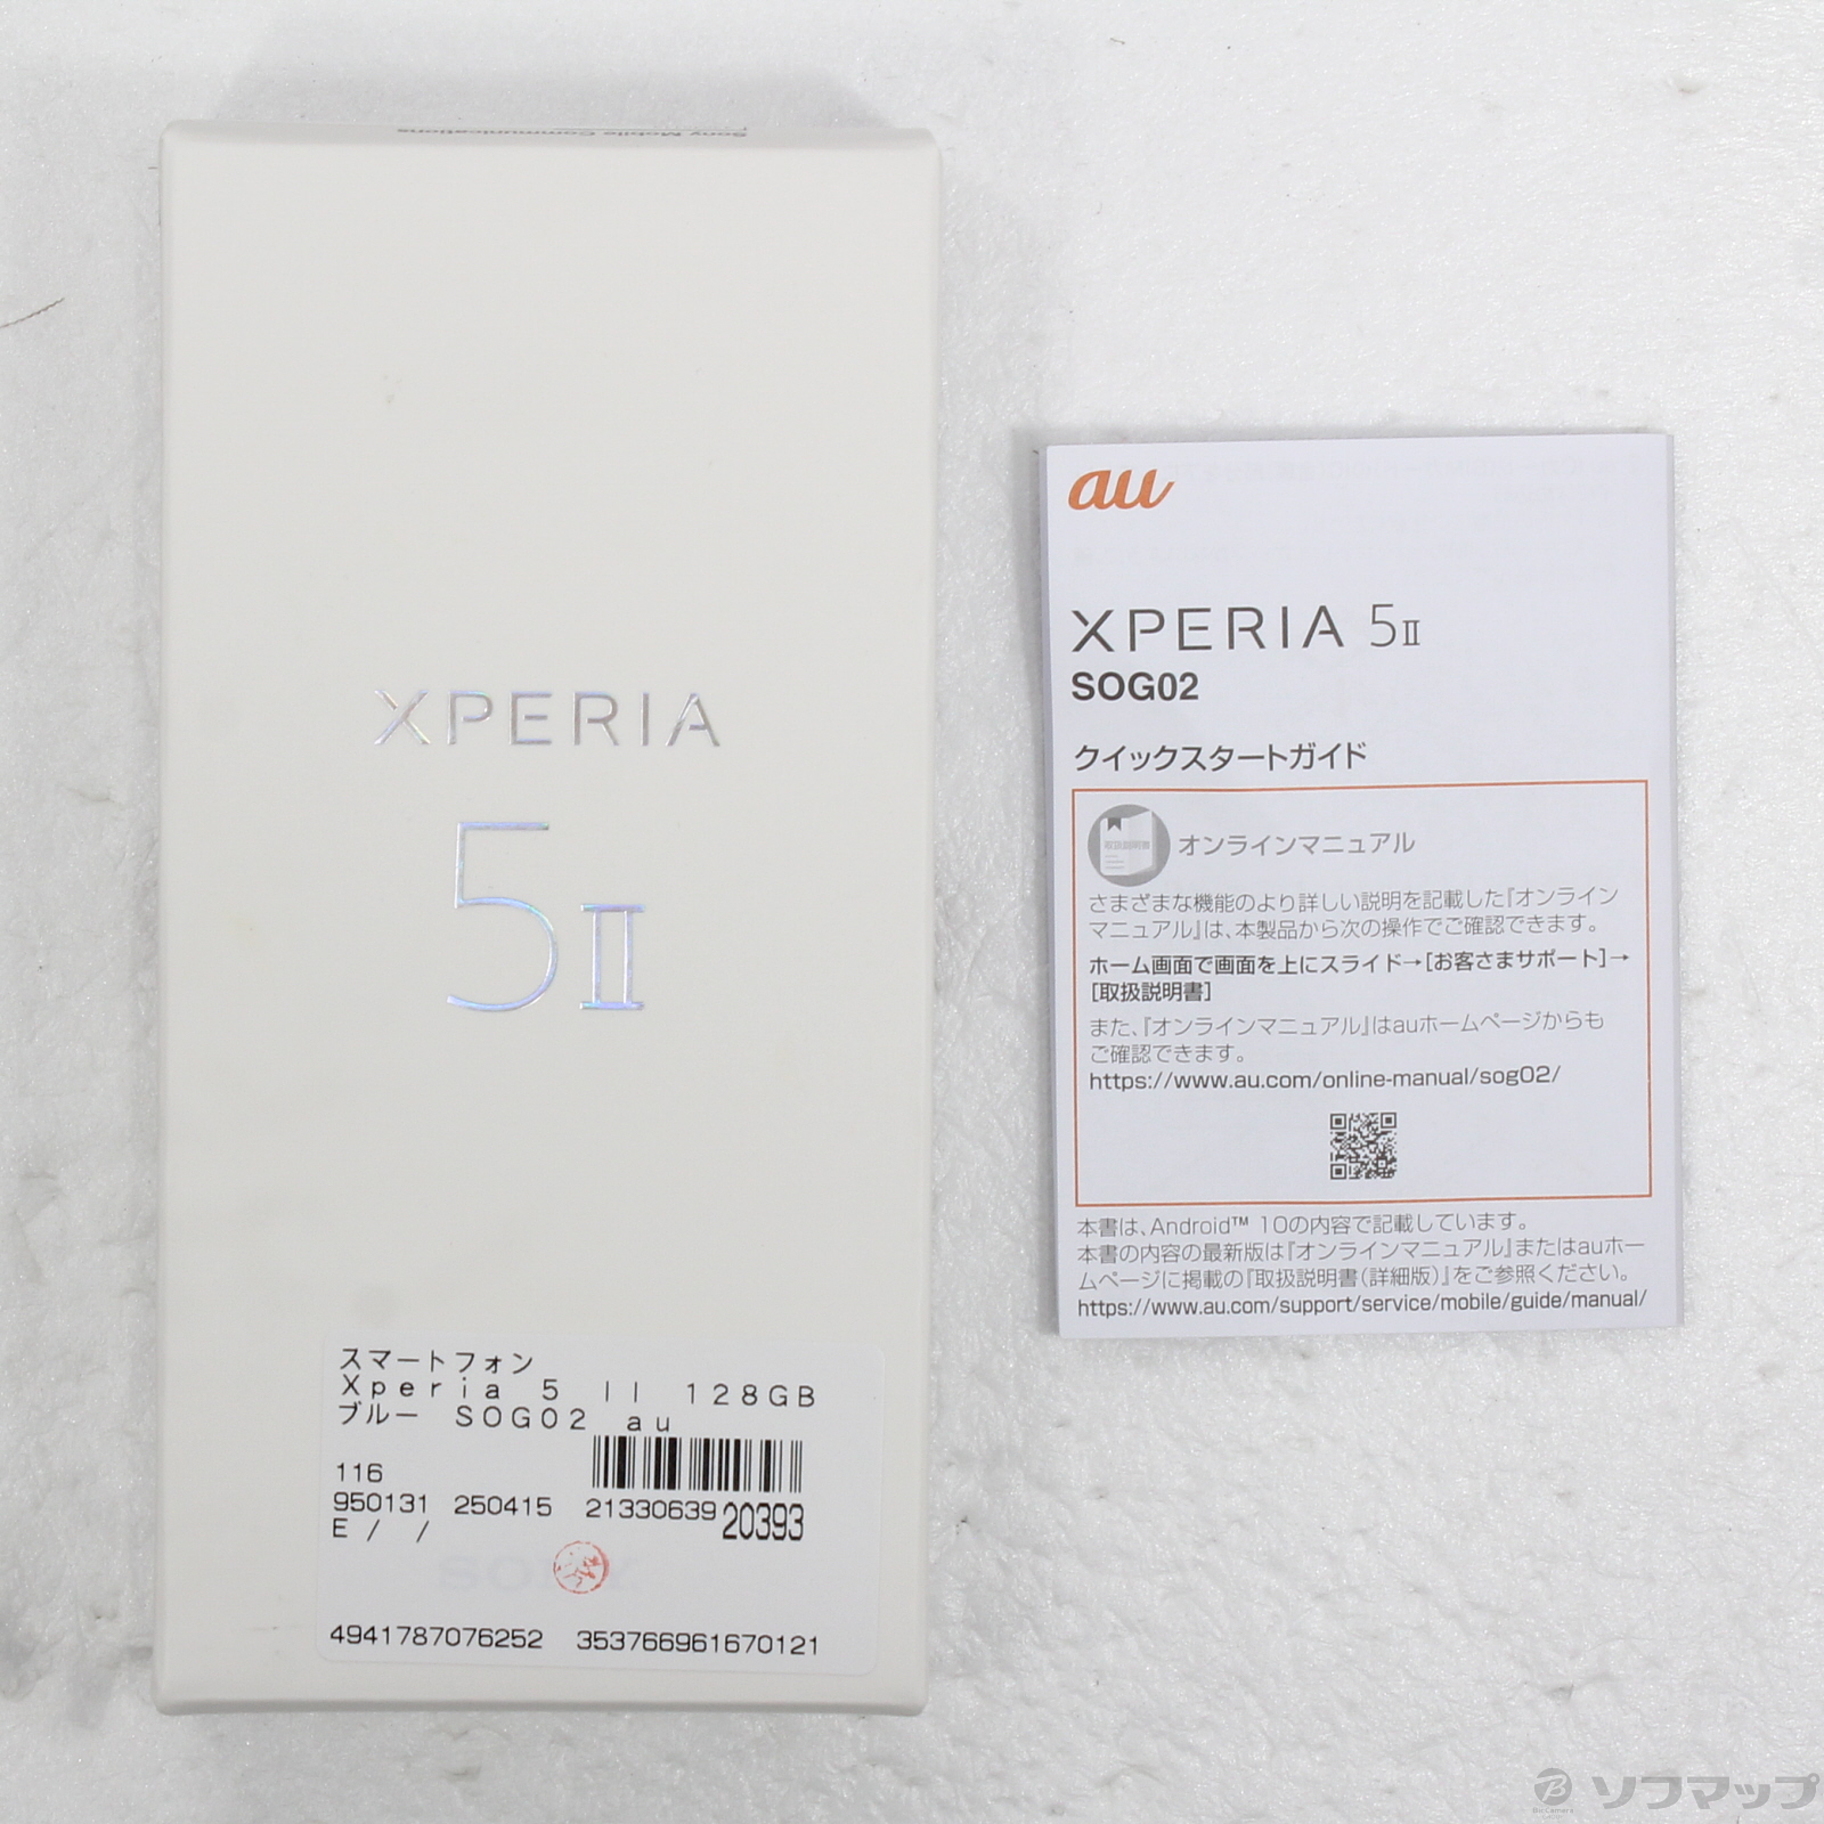 Sony Mobile Communications
XPERIA
5 II
スマートフォン
Xperia 5 II 128GB
ブルー SOG02 au
116
950131 250415 21330639 20393
E / /
4941787076252 353766961670121
au
XPERIA 5 II
SOG02
クイックスタートガイド
取扱説明書
オンラインマニュアル
さまざまな機能のより詳しい説明を記載した『オンライン
マニュアル』は、本製品から次の操作でご確認できます。
ホーム画面で画面を上にスライド→[お客さまサポート]→
[取扱説明書]
また、『オンラインマニュアル』はauホームページからも
ご確認できます。
https://www.au.com/online-manual/sog02/
本書は、Android™ 10の内容で記載しています。
本書の内容の最新版は『オンラインマニュアル』またはauホー
ムページに掲載の『取扱説明書(詳細版)』をご参照ください。
https://www.au.com/support/service/mobile/guide/manual/
ソフマップ